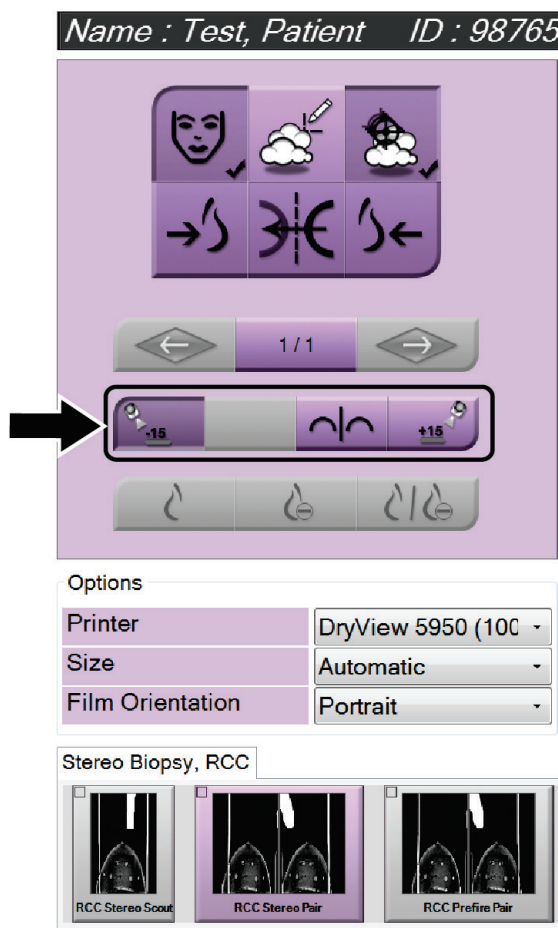 Name : Test, Patient ID : 98765
1 / 1
-15
+15
Options
Printer DryView 5950 (100
Size Automatic
Film Orientation Portrait
Stereo Biopsy, RCC
RCC Stereo Scout RCC Stereo Pair RCC Prefire Pair